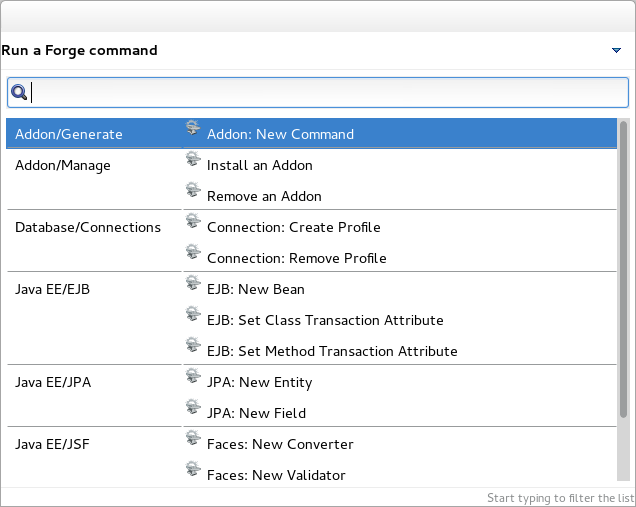 Run a Forge command
Addon/Generate Addon: New Command
Addon/Manage Install an Addon
Remove an Addon
Database/Connections Connection: Create Profile
Connection: Remove Profile
Java EE/EJB EJB: New Bean
EJB: Set Class Transaction Attribute
EJB: Set Method Transaction Attribute
Java EE/JPA JPA: New Entity
JPA: New Field
Java EE/JSF Faces: New Converter
Faces: New Validator
Start typing to filter the list